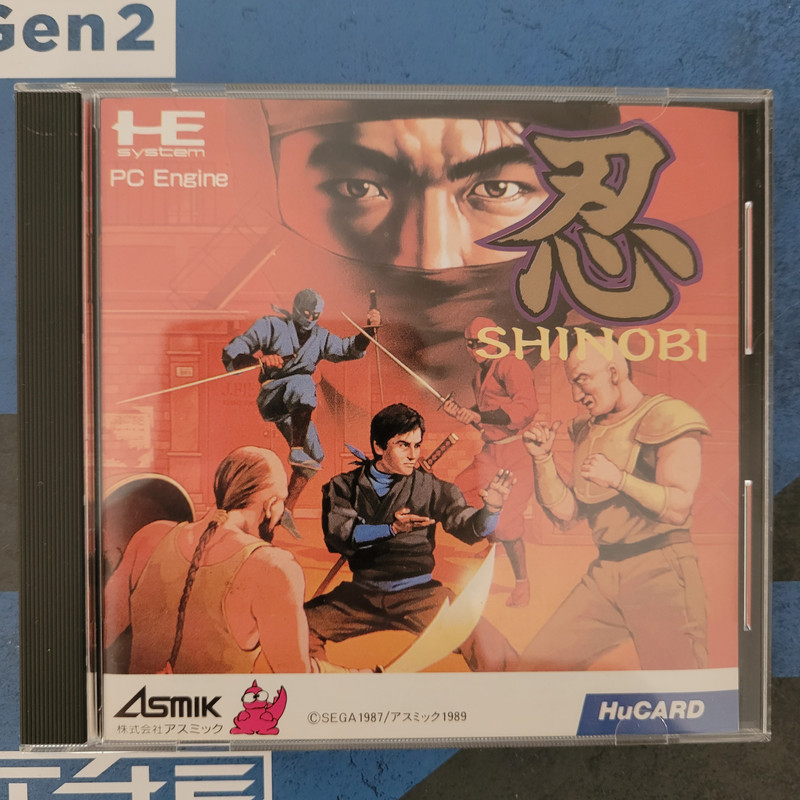 Gen2
HE
system
PC Engine
忍
SHINOBI
ASMIK
株式会社アスミック
©SEGA1987/アスミック1989
HuCARD